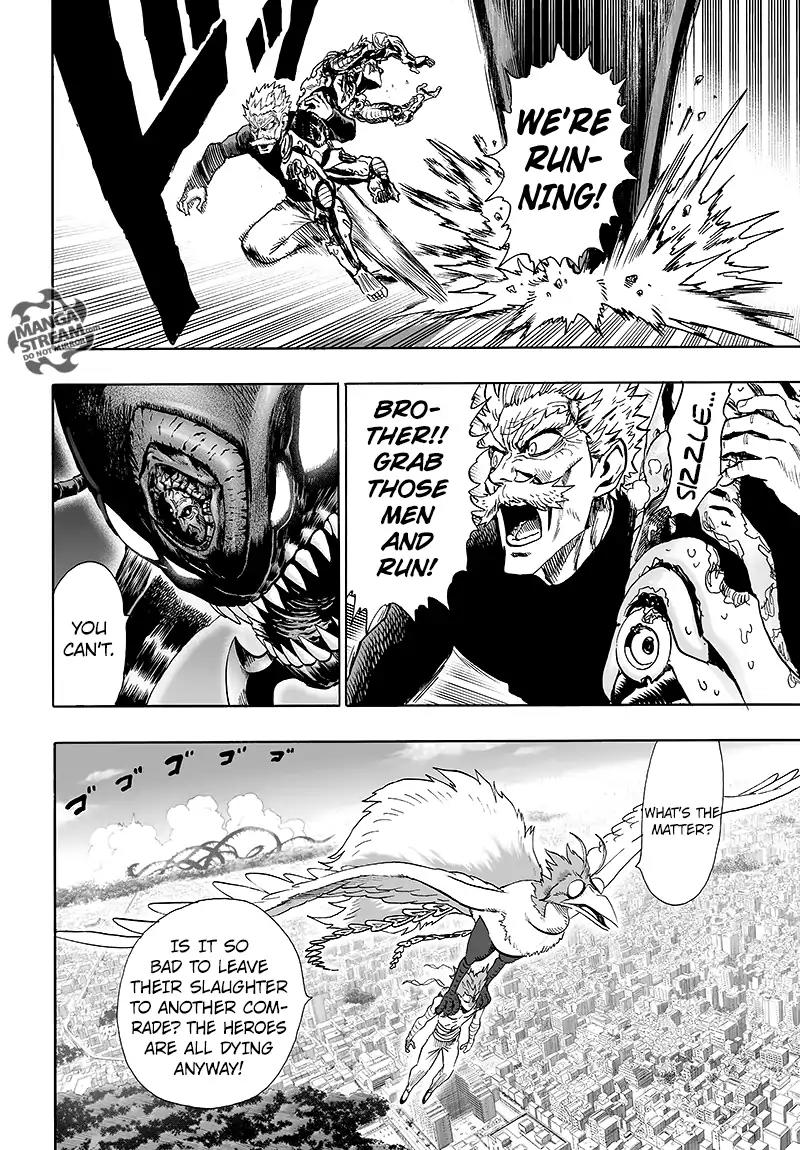 WE'RE
RUN-
NING!
MANGA
STREAM.com
DO NOT MIRROR
BRO-
THER!!
GRAB
THOSE
MEN
AND
RUN!
SIZZLE...
YOU
CAN'T.
ゴゴゴゴゴ
WHAT'S THE
MATTER?
IS IT SO
BAD TO LEAVE
THEIR SLAUGHTER
TO ANOTHER COM-
RADE? THE HEROES
ARE ALL DYING
ANYWAY!